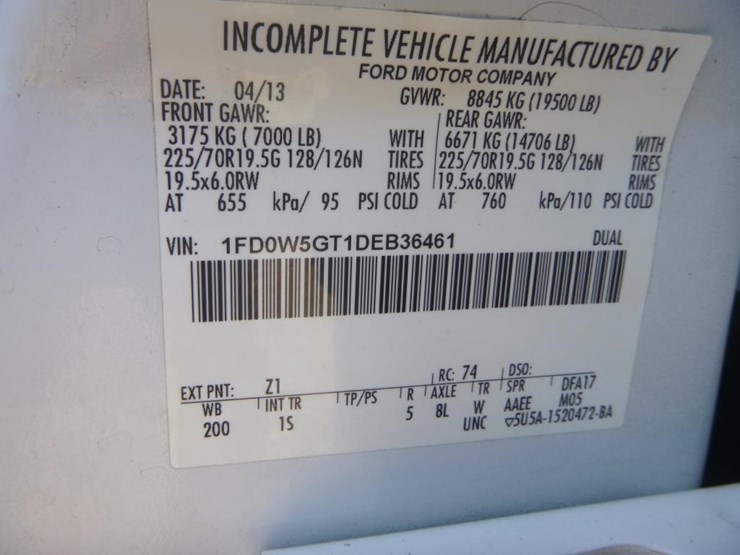 INCOMPLETE VEHICLE MANUFACTURED BY
FORD MOTOR COMPANY
DATE: 04/13 GVWR: 8845 KG (19500 LB)
FRONT GAWR: REAR GAWR:
3175 KG ( 7000 LB) WITH 6671 KG (14706 LB) WITH
225/70R19.5G 128/126N TIRES 225/70R19.5G 128/126N TIRES
19.5x6.0RW RIMS 19.5x6.0RW RIMS
AT 655 kPa/ 95 PSI COLD AT 760 kPa/110 PSI COLD
VIN: 1FD0W5GT1DEB36461 DUAL
EXT PNT: Z1 RC: 74 DSO:
WB INT TR TP/PS R AXLE TR SPR DFA17
200 1S 5 8L W AAEE M05
UNC 5U5A-1520472-BA